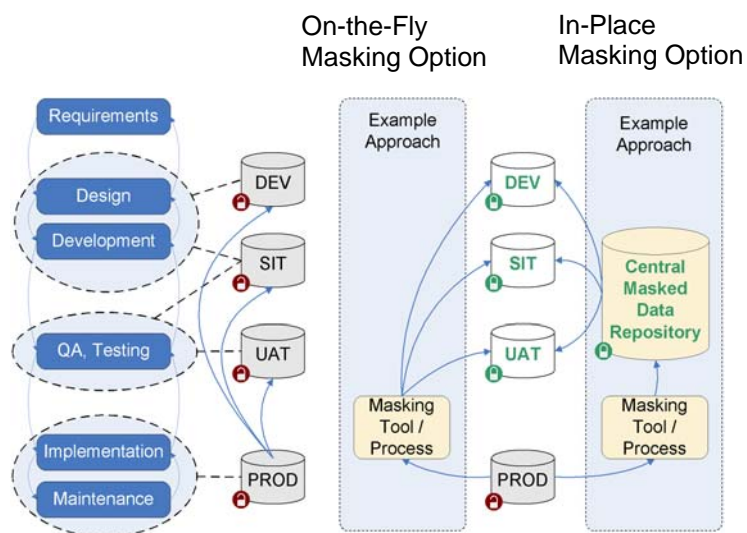 On-the-Fly
Masking Option
In-Place
Masking Option
Requirements
Design
Development
QA, Testing
Implementation
Maintenance
DEV
SIT
UAT
PROD
Example
Approach
Masking
Tool /
Process
DEV
SIT
UAT
PROD
Example
Approach
Central
Masked
Data
Repository
Masking
Tool /
Process